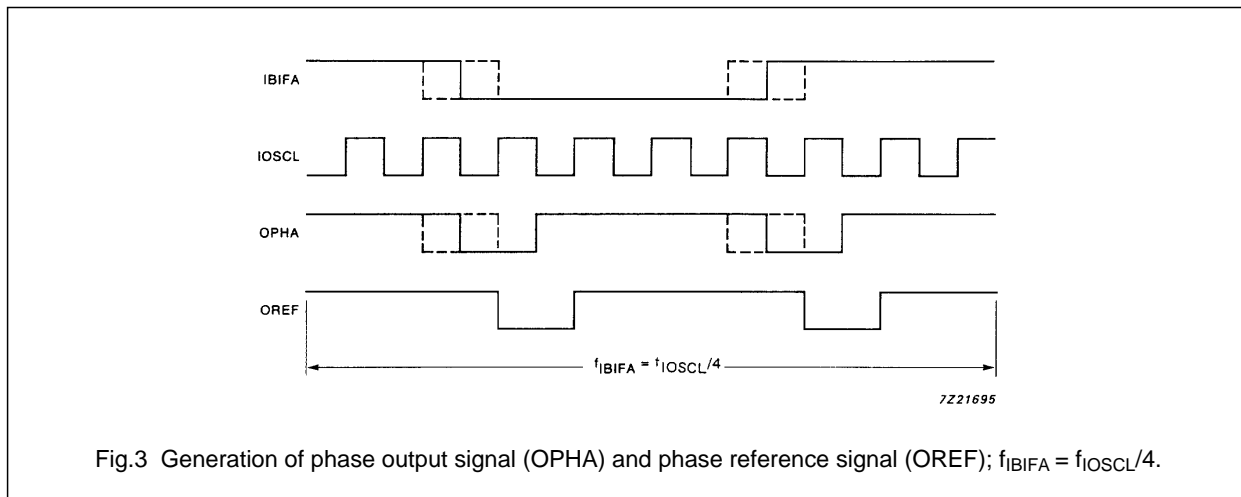 IBIFA
IOSCL
OPHA
OREF
fIBIFA = tIOSCL/4
7Z21695
Fig.3 Generation of phase output signal (OPHA) and phase reference signal (OREF); fIBIFA = fIOSCL/4.